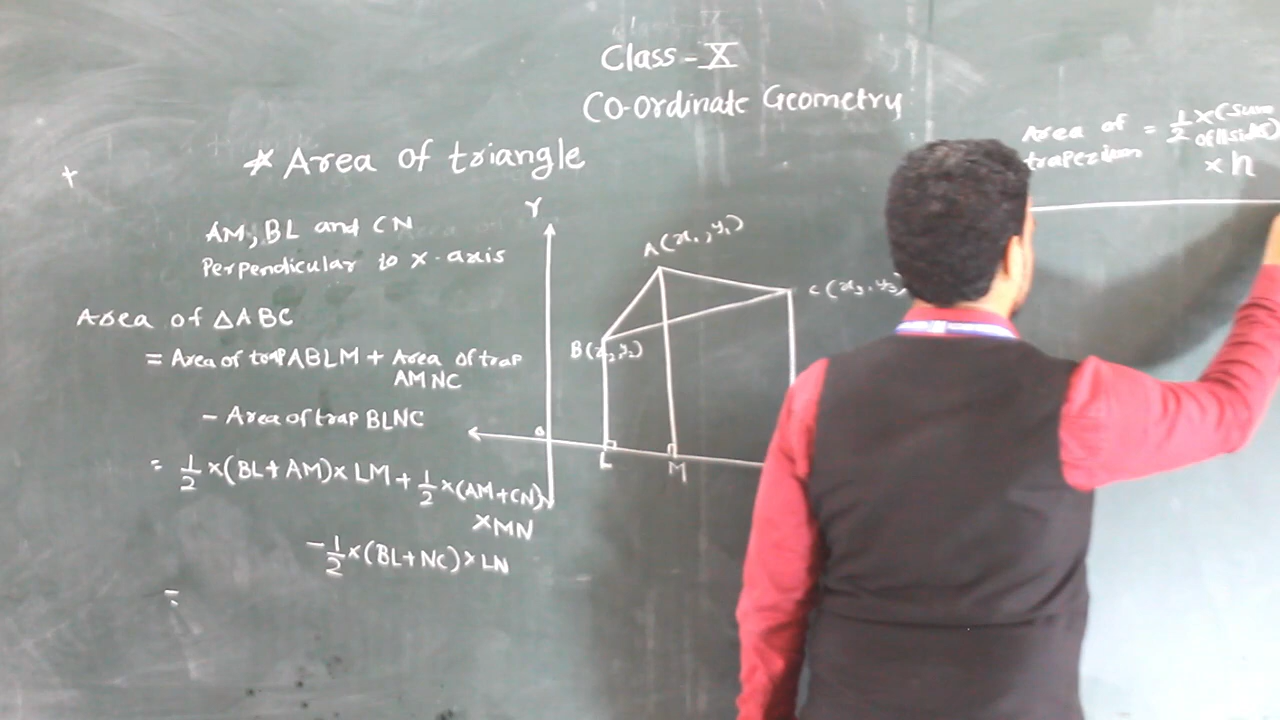 Class - X
CO-ordinate Geometry
* Area of triangle
AM, BL and CN
Perpendicular to x-axis
Area of ΔABC
= Area of trap ABLM + Area of trap
AMNC
- Area of trap BLNC
= 1/2 ×(BL+AM)× LM + 1/2 ×(AM+CN)
×MN
- 1/2 ×(BL+NC)× LN
=
Y
A(x₁,y₁)
C(x₃,y₃)
B(x₂,y₂)
O
L
M
Area of trapezium = 1/2 ×(Sum
of || sides)
× h